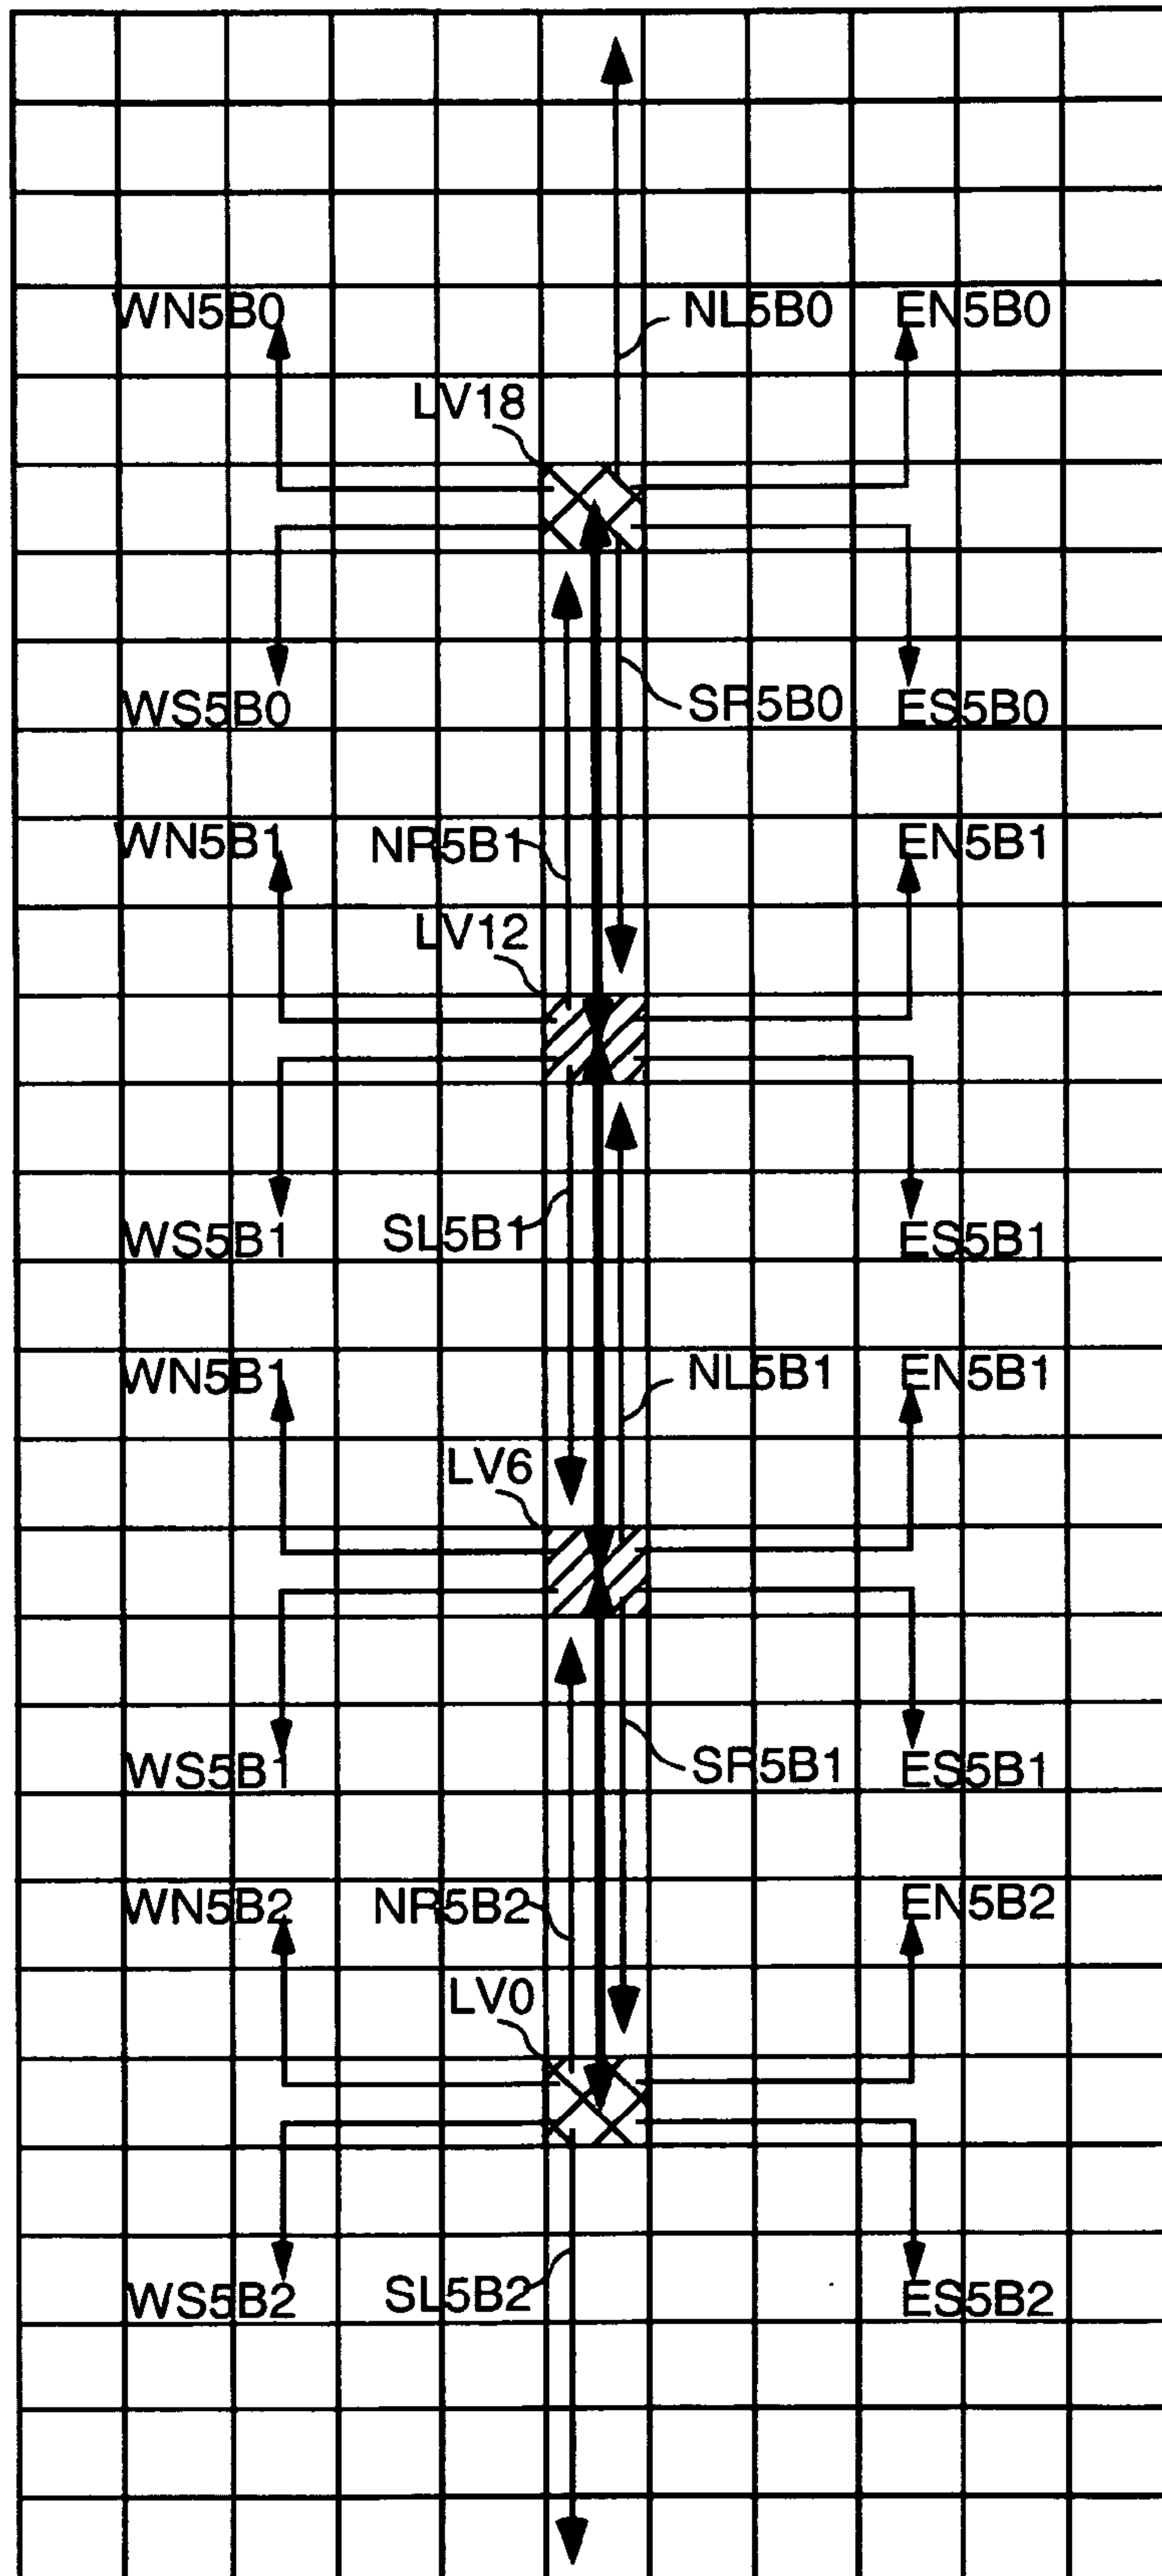 WN5B0 NL5B0 EN5B0
LV18
WS5B0 SR5B0 ES5B0
WN5B1 NR5B1 EN5B1
LV12
WS5B1 SL5B1 ES5B1
WN5B1 NL5B1 EN5B1
LV6
WS5B1 SR5B1 ES5B1
WN5B2 NR5B2 EN5B2
LV0
WS5B2 SL5B2 ES5B2